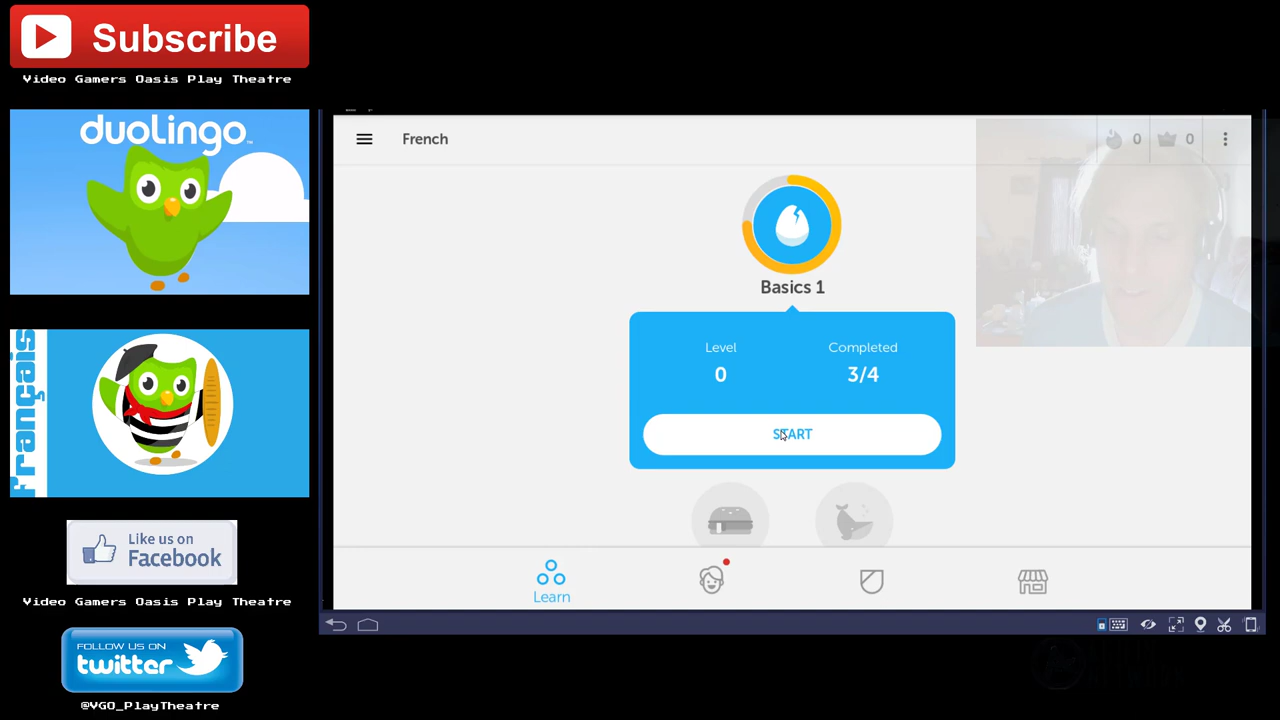 Subscribe
Video Gamers Oasis Play Theatre
duolingo
Français
Like us on
Facebook
Video Gamers Oasis Play Theatre
FOLLOW US ON
twitter
@VGO_PlayTheatre
French
0
0
Basics 1
Level
Completed
0
3/4
START
Learn